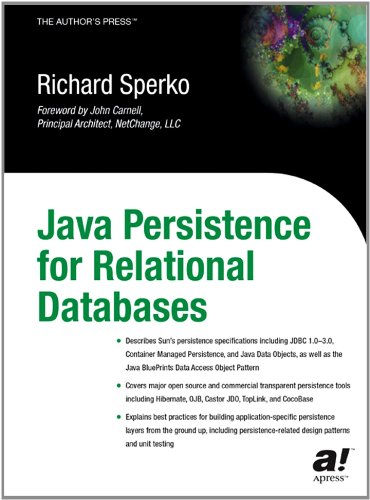 THE AUTHOR'S PRESS™
Richard Sperko
Foreword by John Carnell,
Principal Architect, NetChange, LLC
Java Persistence
for Relational
Databases
• Describes Sun's persistence specifications including JDBC 1.0–3.0,
Container Managed Persistence, and Java Data Objects, as well as the
Java BluePrints Data Access Object Pattern
• Covers major open source and commercial transparent persistence tools
including Hibernate, OJB, Castor JDO, TopLink, and CocoBase
• Explains best practices for building application-specific persistence
layers from the ground up, including persistence-related design patterns
and unit testing
a!
Apress™